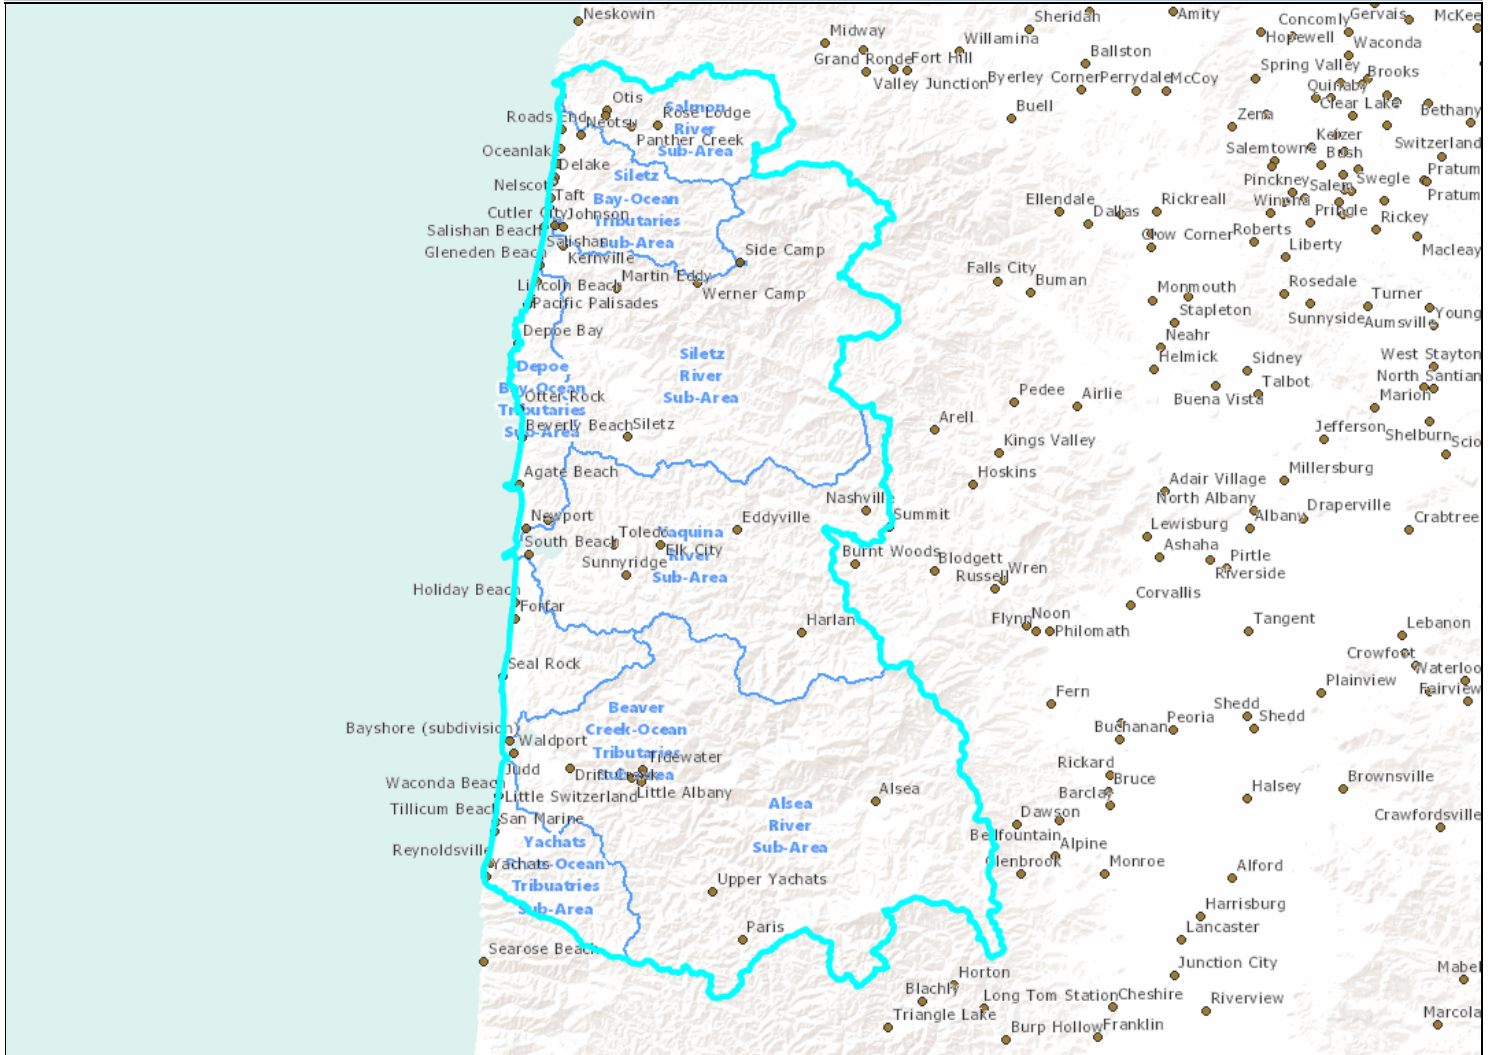 Neskowin
Sheridan
Amity
Concomly
Gervais
McKee
Midway
Willamina
Hopewell
Waconda
Grand Ronde
Fort Hill
Ballston
Valley Junction
Byerley Corner
Perrydale
McCoy
Spring Valley
Brooks
Quinaby
Clear Lake
Otis
Salmon
River
Sub-Area
Rose Lodge
Buell
Zena
Bethany
Roads End
Neotsu
Panther Creek
Keizer
Switzerland
Oceanlake
Delake
Salemtowne
Bush
Siletz
Bay-Ocean
Tributaries
Sub-Area
Nelscott
Taft
Pinckney
Salem
Swegle
Pratum
Pratum
Cutler City
Johnson
Ellendale
Dallas
Rickreall
Winona
Pringle
Rickey
Salishan Beach
Salishan
Crow Corner
Roberts
Liberty
Macleay
Gleneden Beach
Kernville
Side Camp
Martin Eddy
Falls City
Buman
Lincoln Beach
Werner Camp
Monmouth
Rosedale
Turner
Pacific Palisades
Stapleton
Sunnyside
Aumsville
Young
Depoe Bay
Neahr
Siletz
River
Sub-Area
Helmick
Sidney
West Stayton
Depoe
Bay-Ocean
Tributaries
Sub-Area
Talbot
North Santiam
Otter Rock
Pedee
Airlie
Buena Vista
Marion
Beverly Beach
Siletz
Arell
Jefferson
Shelburn
Scio
Kings Valley
Agate Beach
Hoskins
Adair Village
Millersburg
Nashville
North Albany
Draperville
Newport
Toledo
Eddyville
Summit
Albany
Crabtree
Yaquina
River
Sub-Area
South Beach
Elk City
Lewisburg
Sunnyridge
Burnt Woods
Blodgett
Ashaha
Pirtle
Russell
Wren
Riverside
Holiday Beach
Forfar
Corvallis
Harlan
Flynn
Noon
Philomath
Tangent
Lebanon
Seal Rock
Crowfoot
Waterloo
Plainview
Fairview
Fern
Beaver
Creek-Ocean
Tributaries
Sub-Area
Shedd
Shedd
Bayshore (subdivision)
Waldport
Buchanan
Peoria
Judd
Drift Creek
Tidewater
Rickard
Bruce
Brownsville
Waconda Beach
Little Switzerland
Little Albany
Alsea
Barclay
Halsey
Tillicum Beach
San Marine
Alsea
River
Sub-Area
Dawson
Crawfordsville
Bellfountain
Alpine
Reynoldsville
Yachats
River-Ocean
Tribuatries
Sub-Area
Yachats
Glenbrook
Monroe
Alford
Upper Yachats
Harrisburg
Paris
Lancaster
Searose Beach
Junction City
Horton
Mabel
Blachly
Long Tom Station
Cheshire
Riverview
Triangle Lake
Burp Hollow
Franklin
Marcola